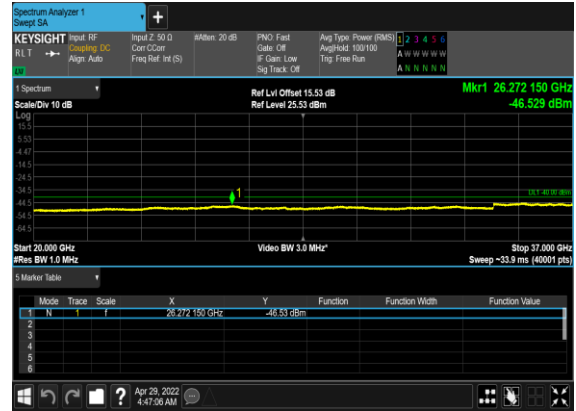 Spectrum Analyzer 1
Swept SA
+
KEYSIGHT Input: RF Input Z: 50 Ω #Atten: 20 dB PNO: Fast Avg Type: Power (RMS) 1 2 3 4 5 6
R L T Coupling: DC Corr CCorr Gate: Off Avg|Hold: 100/100 A W W W W W
Align: Auto Freq Ref: Int (S) IF Gain: Low Trig: Free Run
Sig Track: Off A N N N N N
1 Spectrum Ref Lvl Offset 15.53 dB Mkr1 26.272 150 GHz
Scale/Div 10 dB Ref Level 25.53 dBm -46.529 dBm
Log
15.5
5.53
-4.47
-14.5
-24.5
-34.5
1
DL1 -40.00 dBm
-44.5
-54.5
-64.5
Start 20.000 GHz Video BW 3.0 MHz* Stop 37.000 GHz
#Res BW 1.0 MHz Sweep ~33.9 ms (40001 pts)
5 Marker Table
Mode Trace Scale X Y Function Function Width Function Value
1 N 1 f 26.272 150 GHz -46.53 dBm
2
3
4
5
6
? Apr 29, 2022
4:47:06 AM